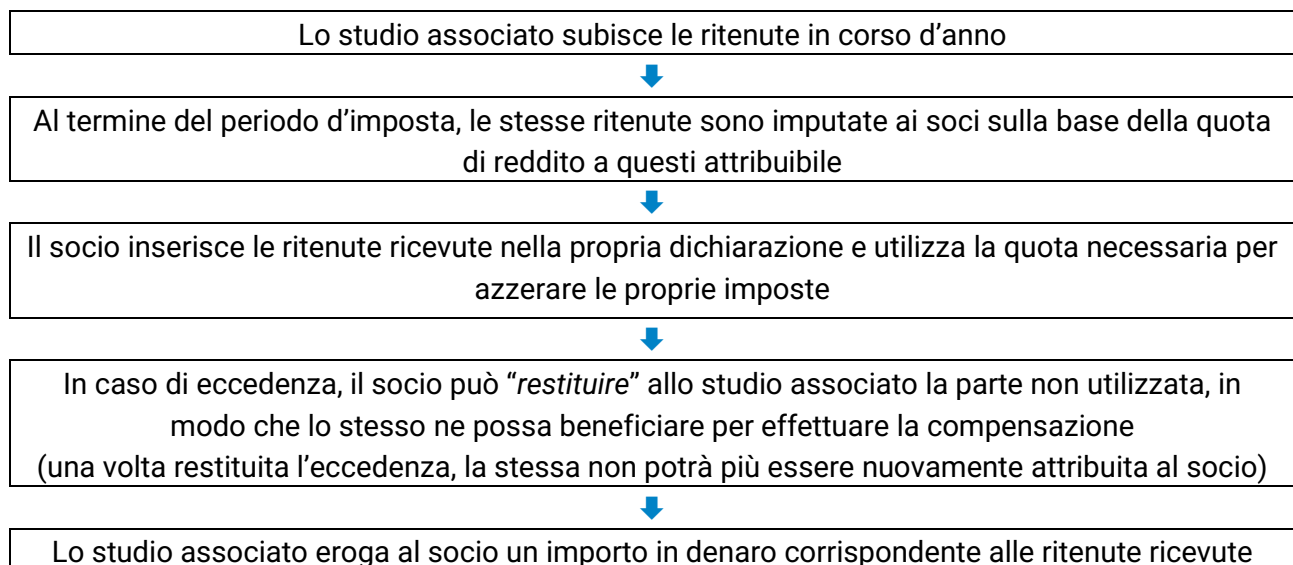 Lo studio associato subisce le ritenute in corso d’anno
Al termine del periodo d’imposta, le stesse ritenute sono imputate ai soci sulla base della quota
di reddito a questi attribuibile
Il socio inserisce le ritenute ricevute nella propria dichiarazione e utilizza la quota necessaria per
azzerare le proprie imposte
In caso di eccedenza, il socio può “restituire” allo studio associato la parte non utilizzata, in
modo che lo stesso ne possa beneficiare per effettuare la compensazione
(una volta restituita l’eccedenza, la stessa non potrà più essere nuovamente attribuita al socio)
Lo studio associato eroga al socio un importo in denaro corrispondente alle ritenute ricevute